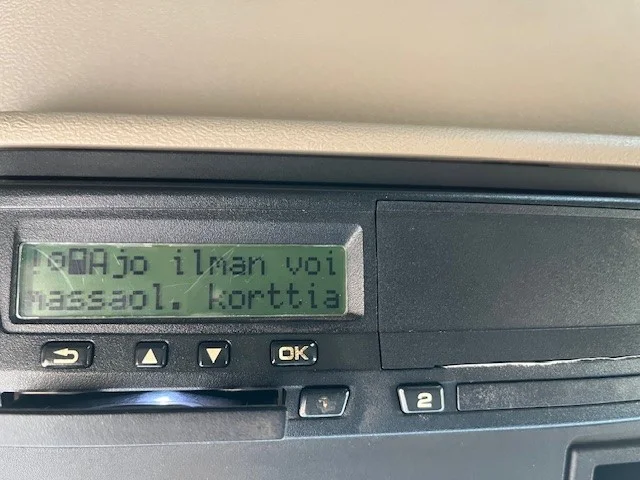 !Ajo ilman voi
massaol. korttia
OK
2